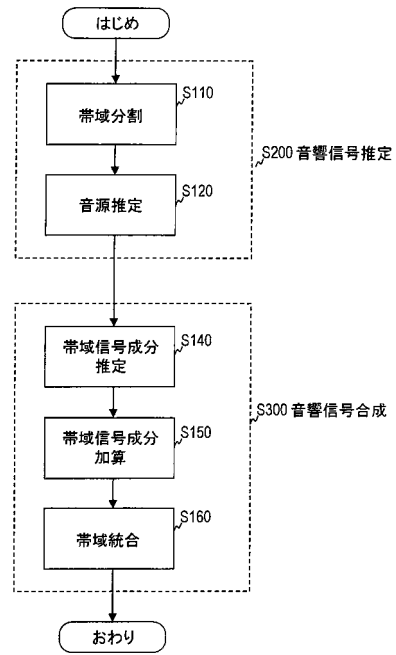 はじめ
S110
帯域分割
S200 音響信号推定
S120
音源推定
S140
帯域信号成分
推定
S300 音響信号合成
S150
帯域信号成分
加算
S160
帯域統合
おわり